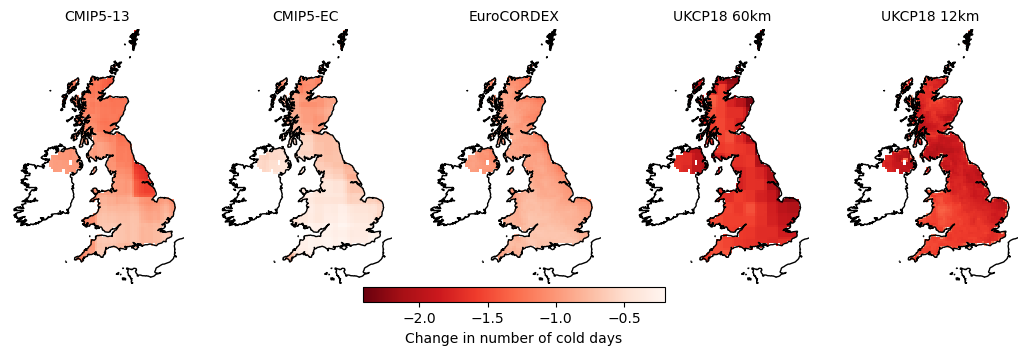 CMIP5-13 CMIP5-EC EuroCORDEX UKCP18 60km UKCP18 12km
−2.0 −1.5 −1.0 −0.5
Change in number of cold days